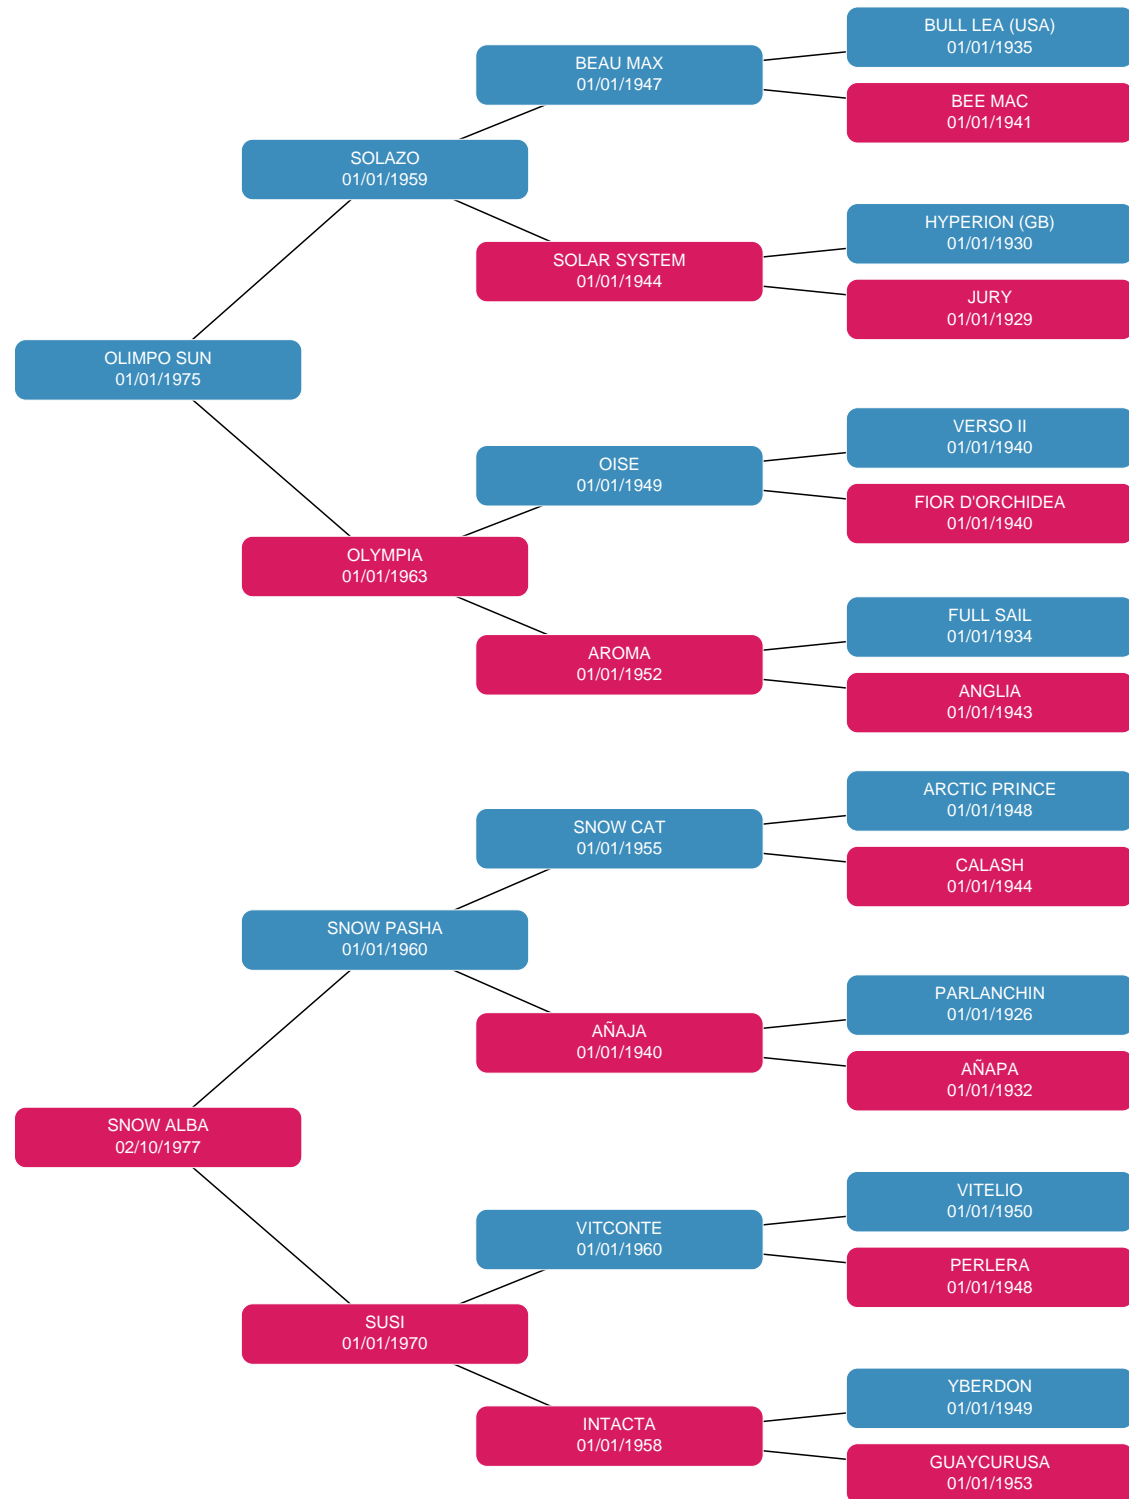 BULL LEA (USA)
01/01/1935
BEAU MAX
01/01/1947
BEE MAC
01/01/1941
SOLAZO
01/01/1959
HYPERION (GB)
01/01/1930
SOLAR SYSTEM
01/01/1944
JURY
01/01/1929
OLIMPO SUN
01/01/1975
VERSO II
01/01/1940
OISE
01/01/1949
FIOR D'ORCHIDEA
01/01/1940
OLYMPIA
01/01/1963
FULL SAIL
01/01/1934
AROMA
01/01/1952
ANGLIA
01/01/1943
ARCTIC PRINCE
01/01/1948
SNOW CAT
01/01/1955
CALASH
01/01/1944
SNOW PASHA
01/01/1960
PARLANCHIN
01/01/1926
AÑAJA
01/01/1940
AÑAPA
01/01/1932
SNOW ALBA
02/10/1977
VITELIO
01/01/1950
VITCONTE
01/01/1960
PERLERA
01/01/1948
SUSI
01/01/1970
YBERDON
01/01/1949
INTACTA
01/01/1958
GUAYCURUSA
01/01/1953